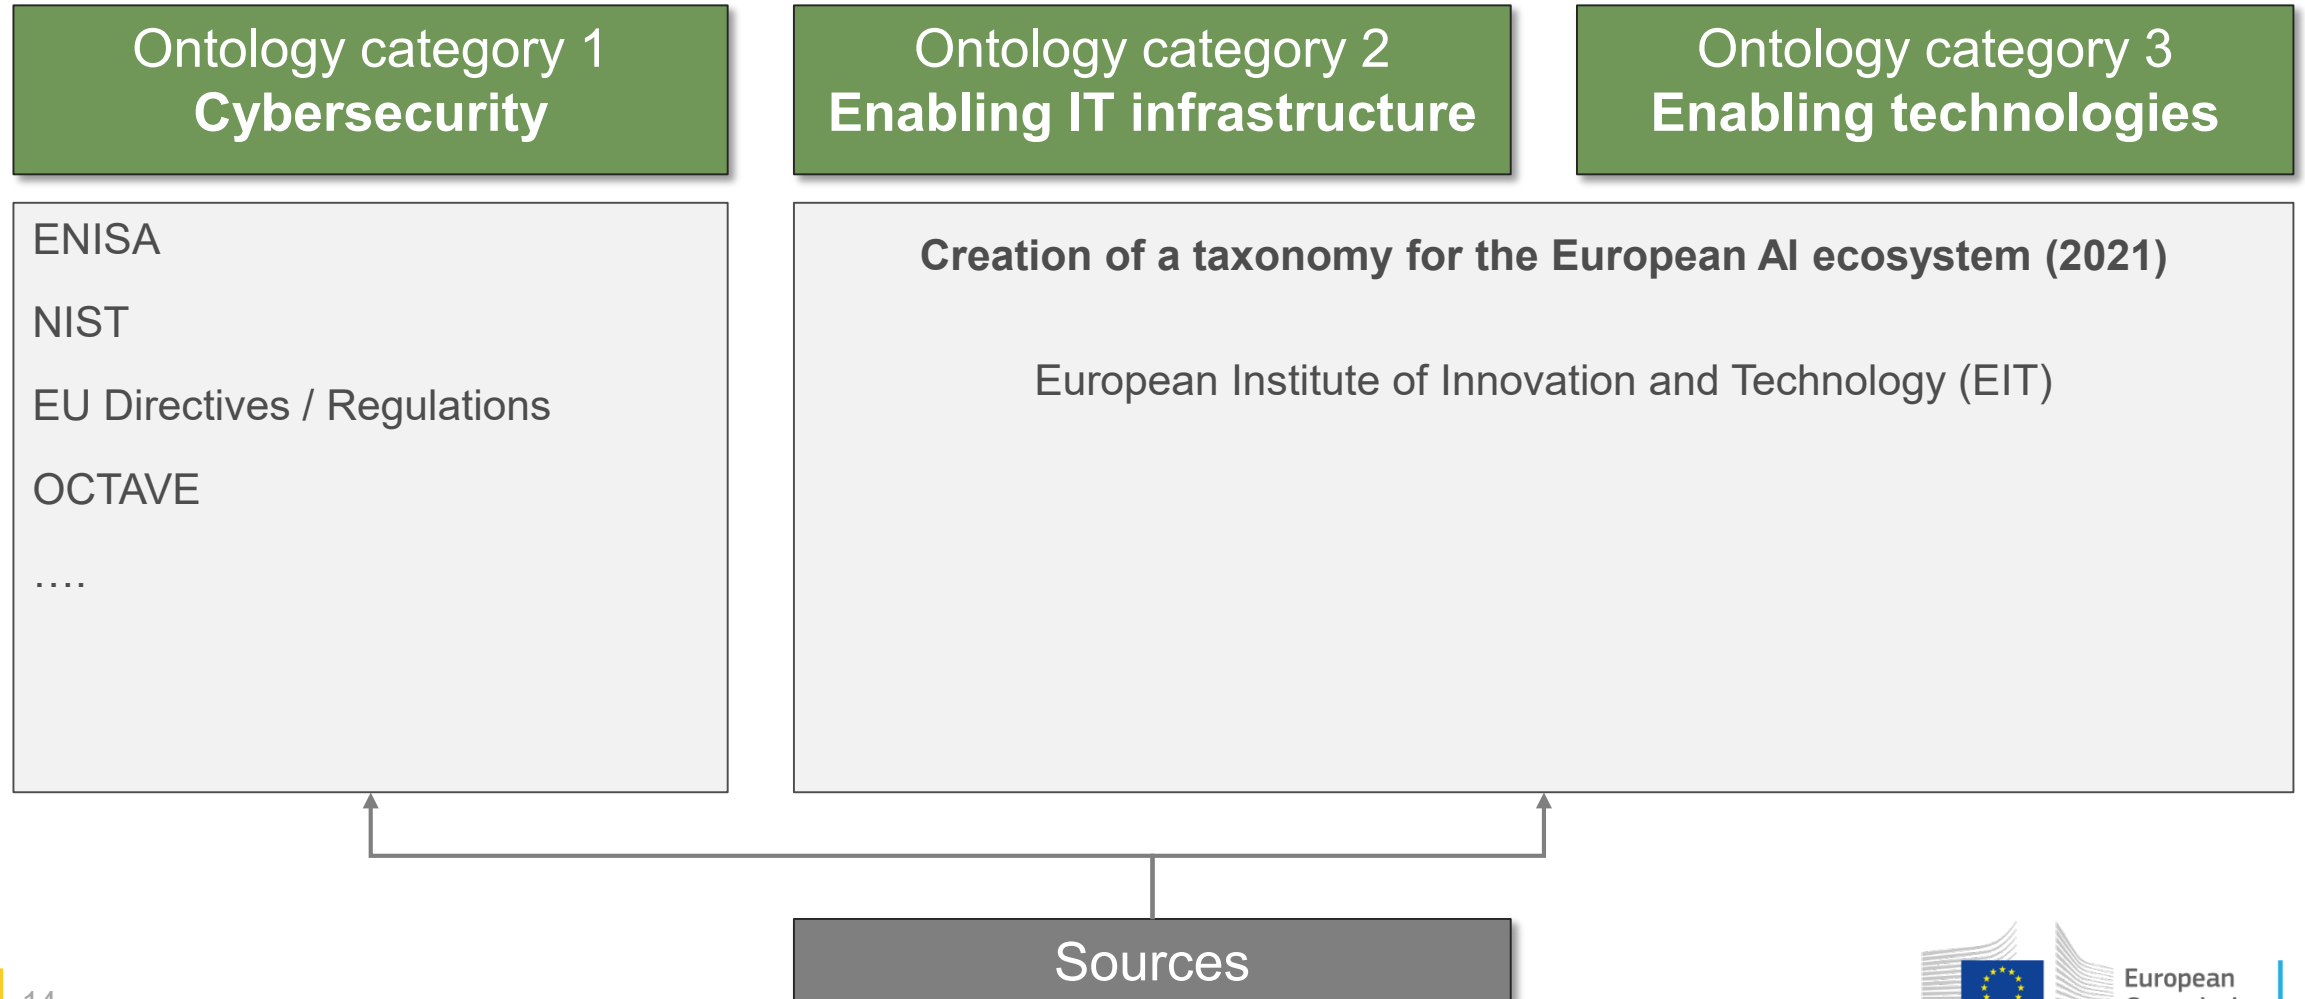 Ontology category 1
Cybersecurity
Ontology category 2
Enabling IT infrastructure
Ontology category 3
Enabling technologies
ENISA
NIST
EU Directives / Regulations
OCTAVE
....
Creation of a taxonomy for the European AI ecosystem (2021)
European Institute of Innovation and Technology (EIT)
Sources
14
European